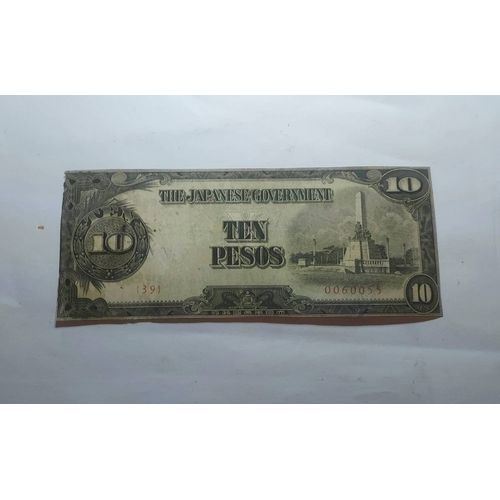 10
THE JAPANESE GOVERNMENT
10
TEN
PESOS
{39}
0060055
10